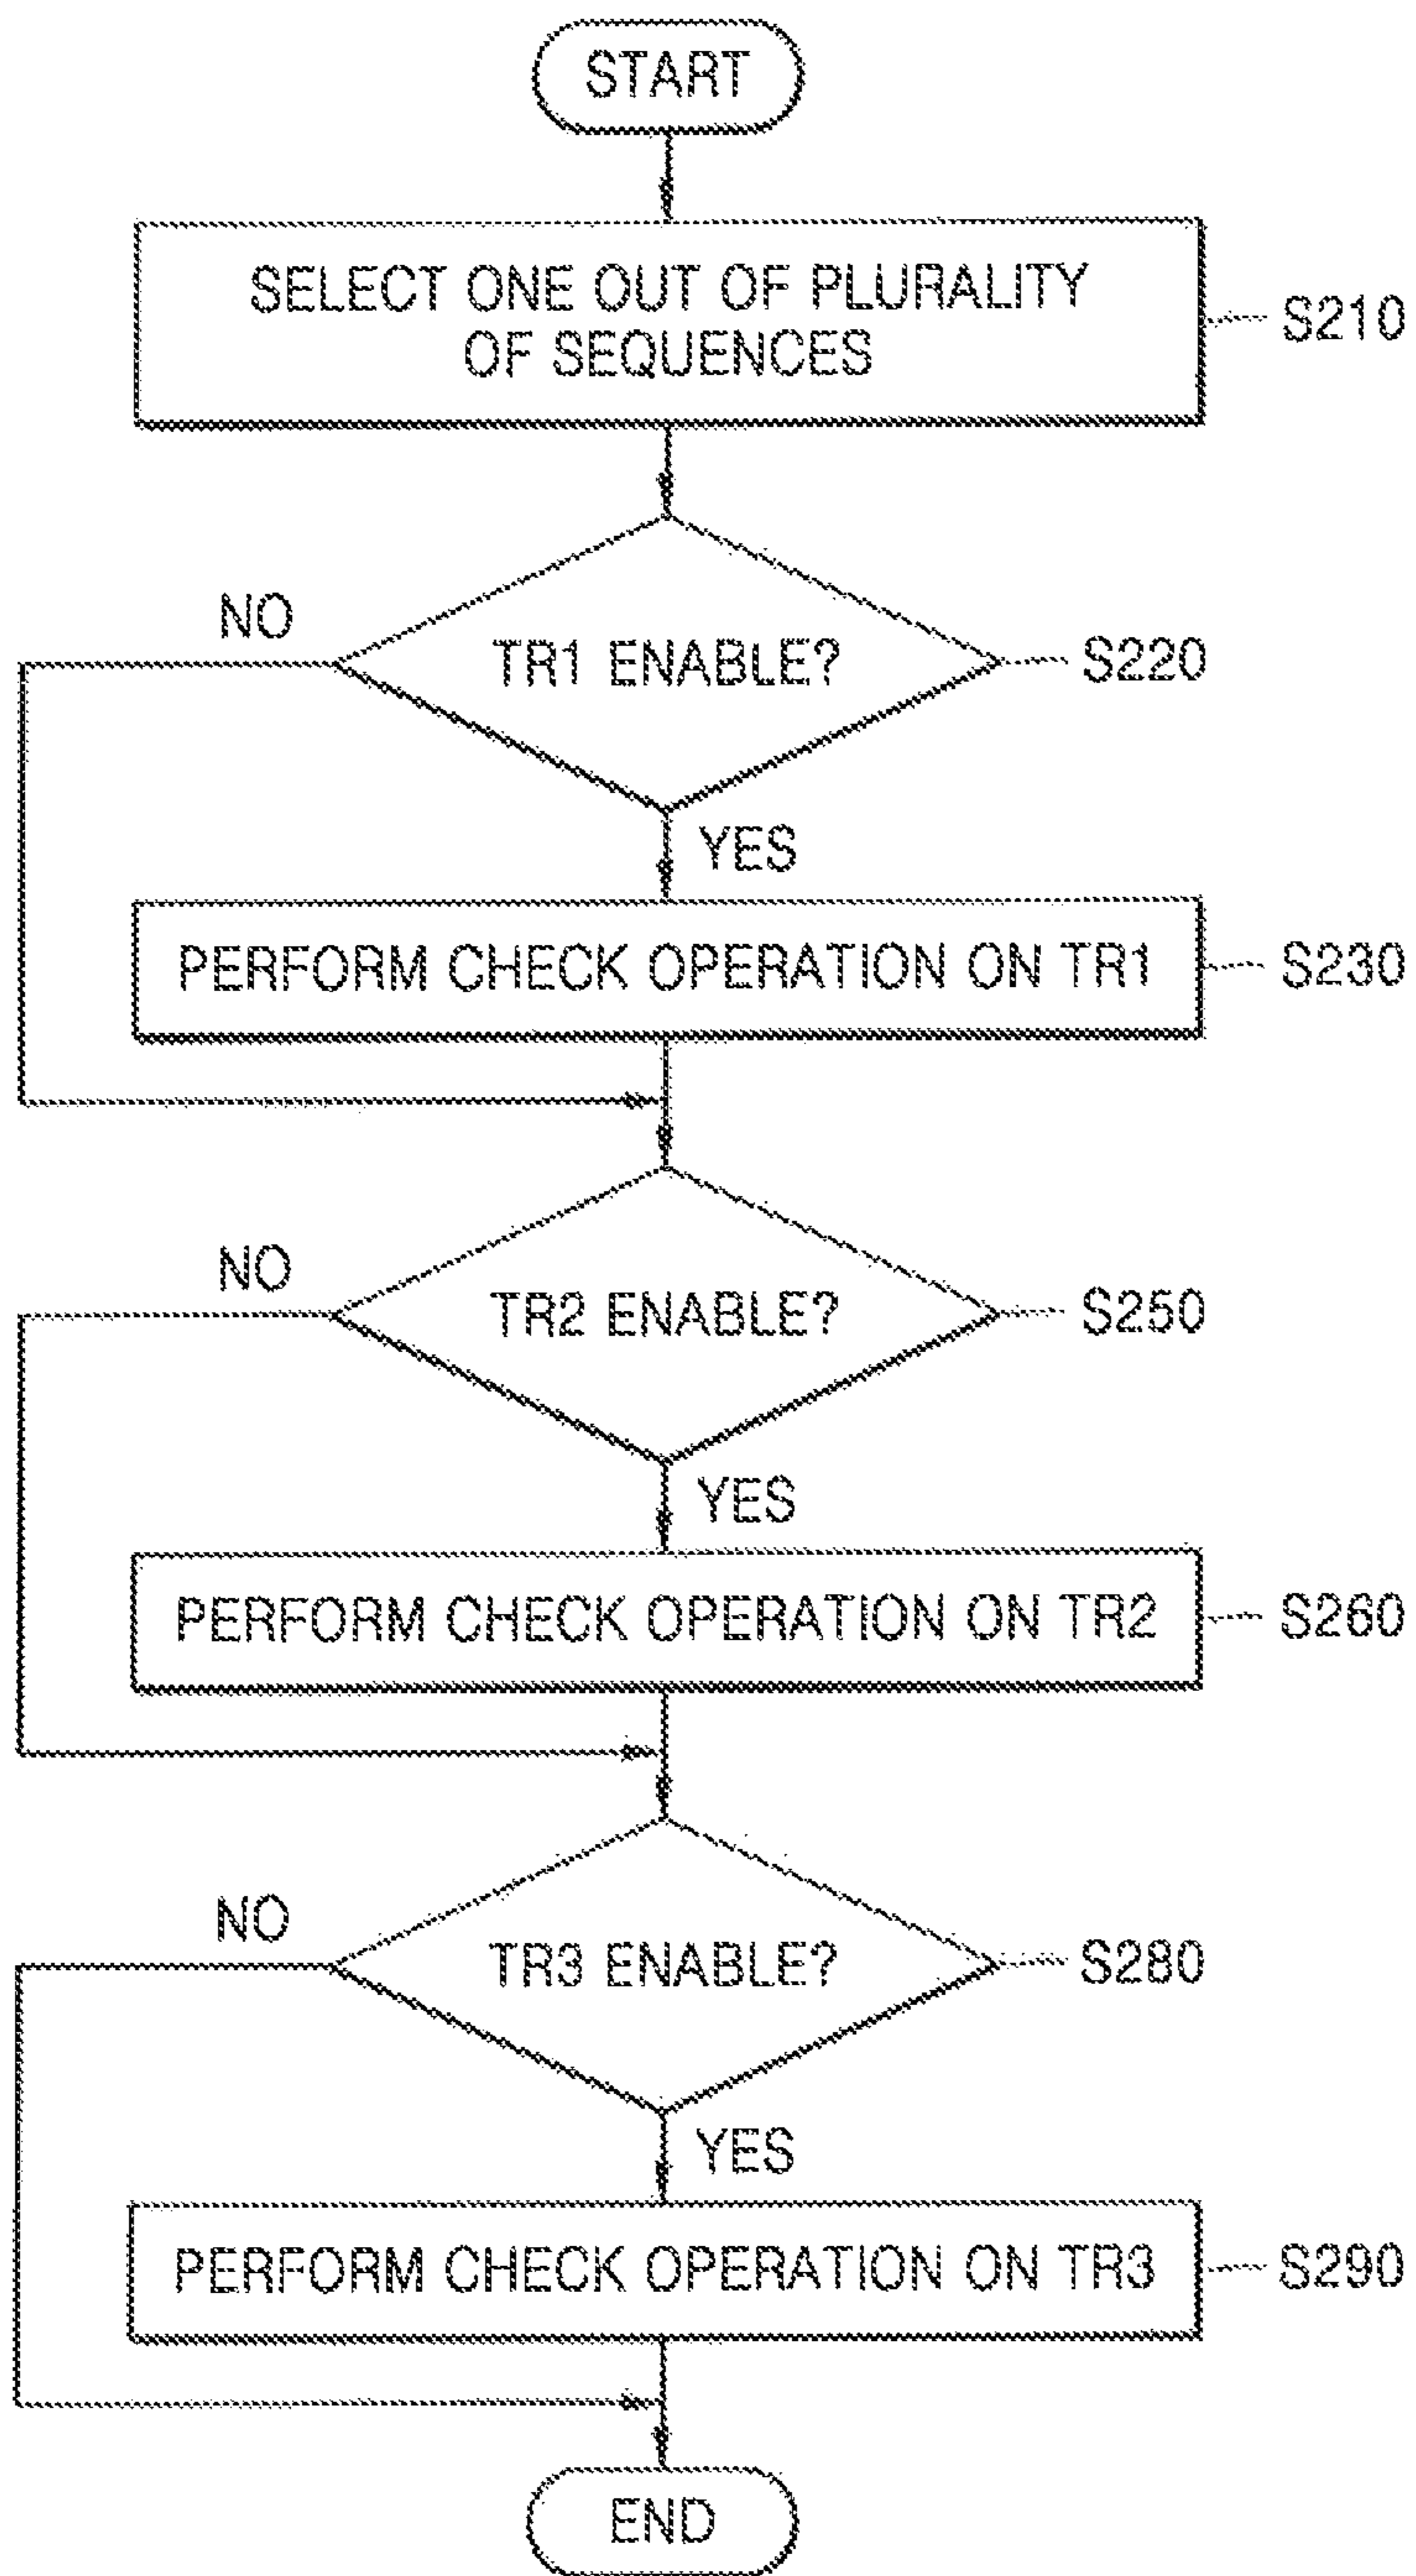 START
SELECT ONE OUT OF PLURALITY
OF SEQUENCES
S210
NO
TR1 ENABLE?
S220
YES
PERFORM CHECK OPERATION ON TR1
S230
NO
TR2 ENABLE?
S250
YES
PERFORM CHECK OPERATION ON TR2
S260
NO
TR3 ENABLE?
S280
YES
PERFORM CHECK OPERATION ON TR3
S290
END